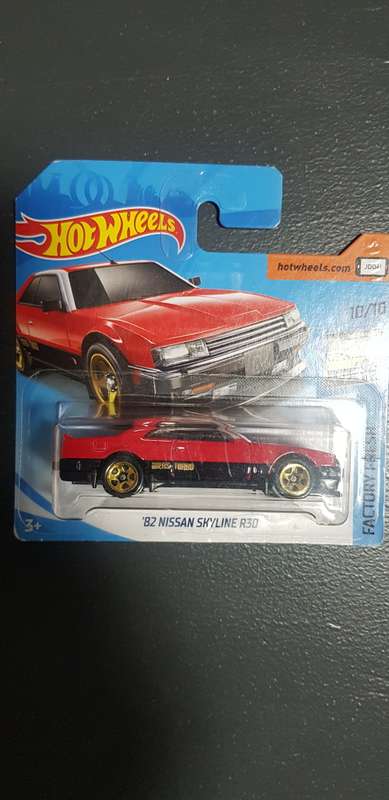 HOT WHEELS
hotwheels.com
10/10
FACTORY FRESH
3+
'82 NISSAN SKYLINE R30